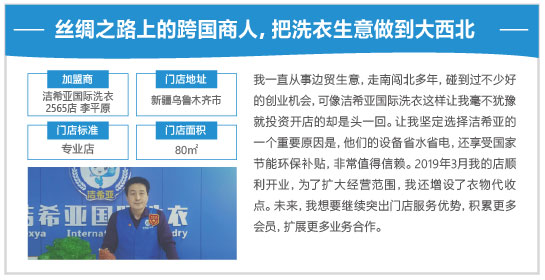 丝绸之路上的跨国商人，把洗衣生意做到大西北
加盟商
洁希亚国际洗衣
2565店 李平原
门店地址
新疆乌鲁木齐市
门店标准
专业店
门店面积
80㎡
洁希亚
洁希亚国际洗衣
xya International dry
我一直从事边贸生意，走南闯北多年，碰到过不少好
的创业机会，可像洁希亚国际洗衣这样让我毫不犹豫
就投资开店的却是头一回。让我坚定选择洁希亚的
一个重要原因是，他们的设备省水省电，还享受国家
节能环保补贴，非常值得信赖。2019年3月我的店顺
利开业，为了扩大经营范围，我还增设了衣物代收
点。未来，我想要继续突出门店服务优势，积累更多
会员，扩展更多业务合作。